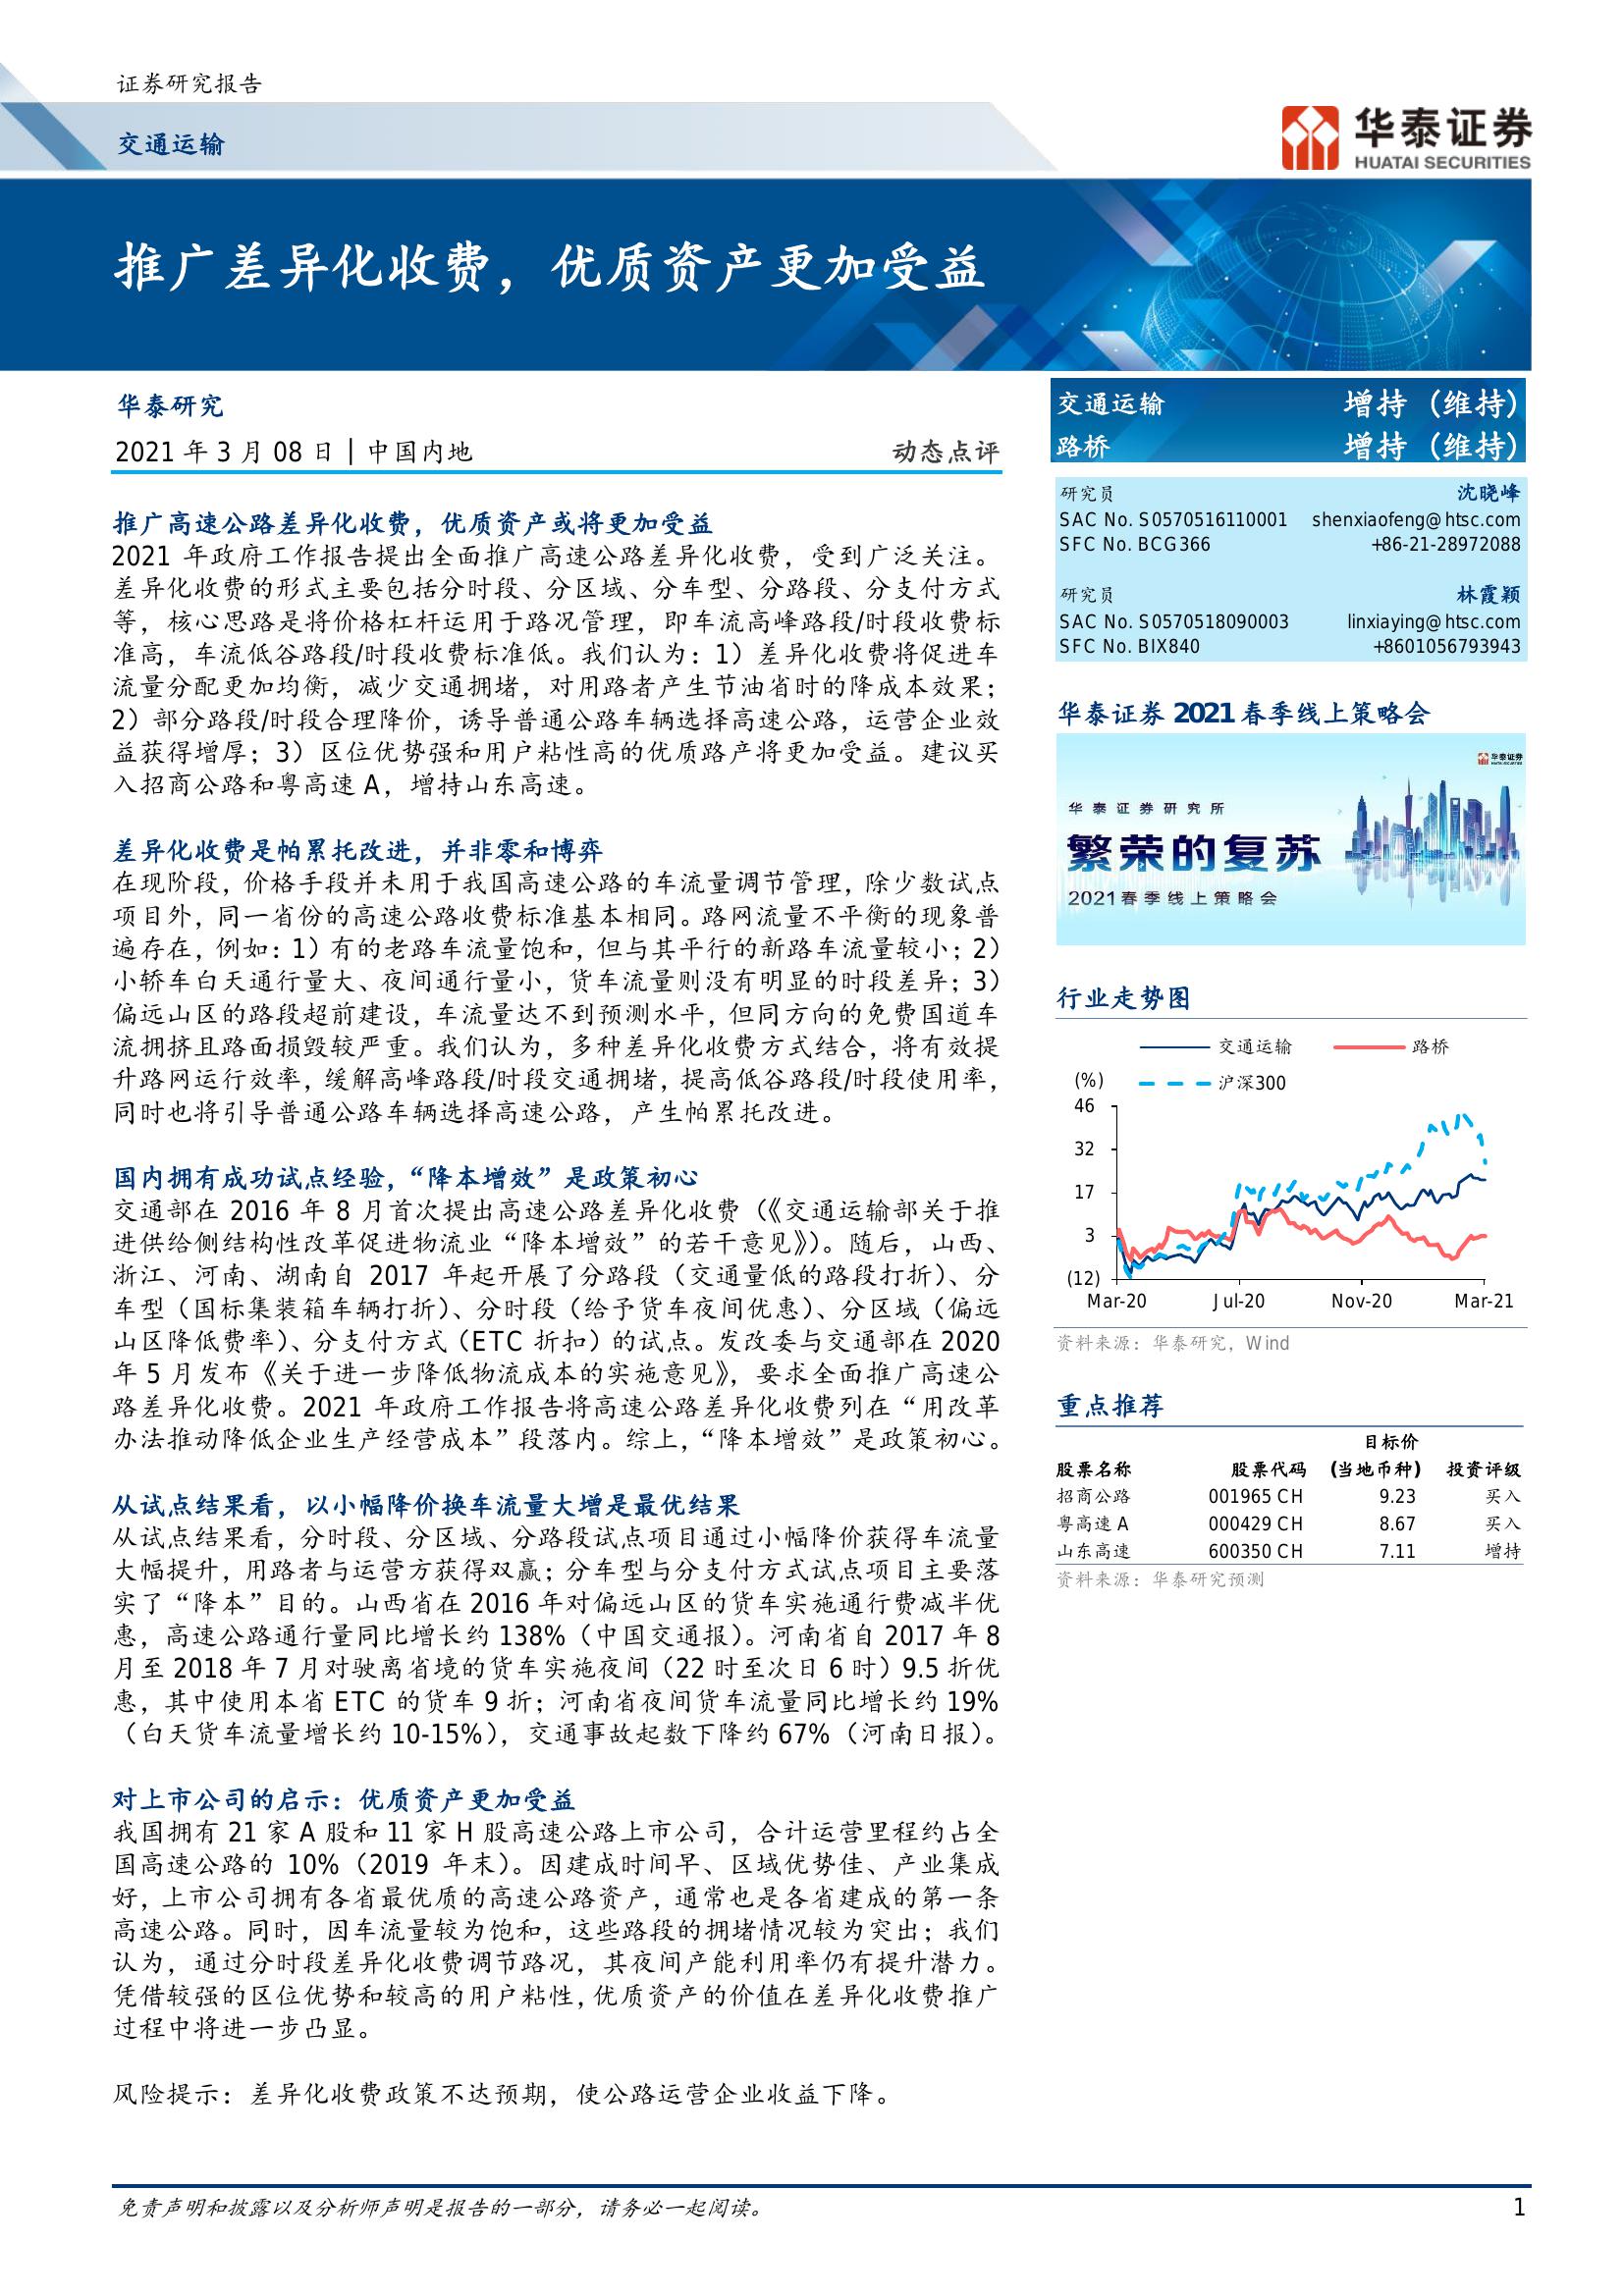 证券研究报告
交通运输
华泰证券
HUATAI SECURITIES
推广差异化收费，优质资产更加受益
华泰研究
2021 年 3 月 08 日 | 中国内地
动态点评
推广高速公路差异化收费，优质资产或将更加受益
2021 年政府工作报告提出全面推广高速公路差异化收费，受到广泛关注。
差异化收费的形式主要包括分时段、分区域、分车型、分路段、分支付方式
等，核心思路是将价格杠杆运用于路况管理，即车流高峰路段/时段收费标
准高，车流低谷路段/时段收费标准低。我们认为：1）差异化收费将促进车
流量分配更加均衡，减少交通拥堵，对用路者产生节油省时的降成本效果；
2）部分路段/时段合理降价，诱导普通公路车辆选择高速公路，运营企业效
益获得增厚；3）区位优势强和用户粘性高的优质路产将更加受益。建议买
入招商公路和粤高速 A，增持山东高速。
差异化收费是帕累托改进，并非零和博弈
在现阶段，价格手段并未用于我国高速公路的车流量调节管理，除少数试点
项目外，同一省份的高速公路收费标准基本相同。路网流量不平衡的现象普
遍存在，例如：1）有的老路车流量饱和，但与其平行的新路车流量较小；2）
小轿车白天通行量大、夜间通行量小，货车流量则没有明显的时段差异；3）
偏远山区的路段超前建设，车流量达不到预测水平，但同方向的免费国道车
流拥挤且路面损毁较严重。我们认为，多种差异化收费方式结合，将有效提
升路网运行效率，缓解高峰路段/时段交通拥堵，提高低谷路段/时段使用率，
同时也将引导普通公路车辆选择高速公路，产生帕累托改进。
国内拥有成功试点经验，“降本增效”是政策初心
交通部在 2016 年 8 月首次提出高速公路差异化收费（《交通运输部关于推
进供给侧结构性改革促进物流业“降本增效”的若干意见》）。随后，山西、
浙江、河南、湖南自 2017 年起开展了分路段（交通量低的路段打折）、分
车型（国标集装箱车辆打折）、分时段（给予货车夜间优惠）、分区域（偏远
山区降低费率）、分支付方式（ETC 折扣）的试点。发改委与交通部在 2020
年 5 月发布《关于进一步降低物流成本的实施意见》，要求全面推广高速公
路差异化收费。2021 年政府工作报告将高速公路差异化收费列在“用改革
办法推动降低企业生产经营成本”段落内。综上，“降本增效”是政策初心。
从试点结果看，以小幅降价换车流量大增是最优结果
从试点结果看，分时段、分区域、分路段试点项目通过小幅降价获得车流量
大幅提升，用路者与运营方获得双赢；分车型与分支付方式试点项目主要落
实了“降本”目的。山西省在 2016 年对偏远山区的货车实施通行费减半优
惠，高速公路通行量同比增长约 138%（中国交通报）。河南省自 2017 年 8
月至 2018 年 7 月对驶离省境的货车实施夜间（22 时至次日 6 时）9.5 折优
惠，其中使用本省 ETC 的货车 9 折；河南省夜间货车流量同比增长约 19%
（白天货车流量增长约 10-15%），交通事故起数下降约 67%（河南日报）。
对上市公司的启示：优质资产更加受益
我国拥有 21 家 A 股和 11 家 H 股高速公路上市公司，合计运营里程约占全
国高速公路的 10%（2019 年末）。因建成时间早、区域优势佳、产业集成
好，上市公司拥有各省最优质的高速公路资产，通常也是各省建成的第一条
高速公路。同时，因车流量较为饱和，这些路段的拥堵情况较为突出；我们
认为，通过分时段差异化收费调节路况，其夜间产能利用率仍有提升潜力。
凭借较强的区位优势和较高的用户粘性，优质资产的价值在差异化收费推广
过程中将进一步凸显。
风险提示：差异化收费政策不达预期，使公路运营企业收益下降。
交通运输 增持（维持）
路桥 增持（维持）
研究员 沈晓峰
SAC No. S0570516110001 shenxiaofeng@htsc.com
SFC No. BCG366 +86-21-28972088
研究员 林霞颖
SAC No. S0570518090003 linxiaying@htsc.com
SFC No. BIX840 +8601056793943
华泰证券 2021 春季线上策略会
华泰证券
HUATAI SECURITIES
华泰证券研究所
繁荣的复苏
2021春季线上策略会
行业走势图
交通运输 路桥
(%) 沪深300
46
32
17
3
(12)
Mar-20 Jul-20 Nov-20 Mar-21
资料来源：华泰研究，Wind
重点推荐
目标价
股票名称 股票代码 (当地币种) 投资评级
招商公路 001965 CH 9.23 买入
粤高速 A 000429 CH 8.67 买入
山东高速 600350 CH 7.11 增持
资料来源：华泰研究预测
免责声明和披露以及分析师声明是报告的一部分，请务必一起阅读。
1